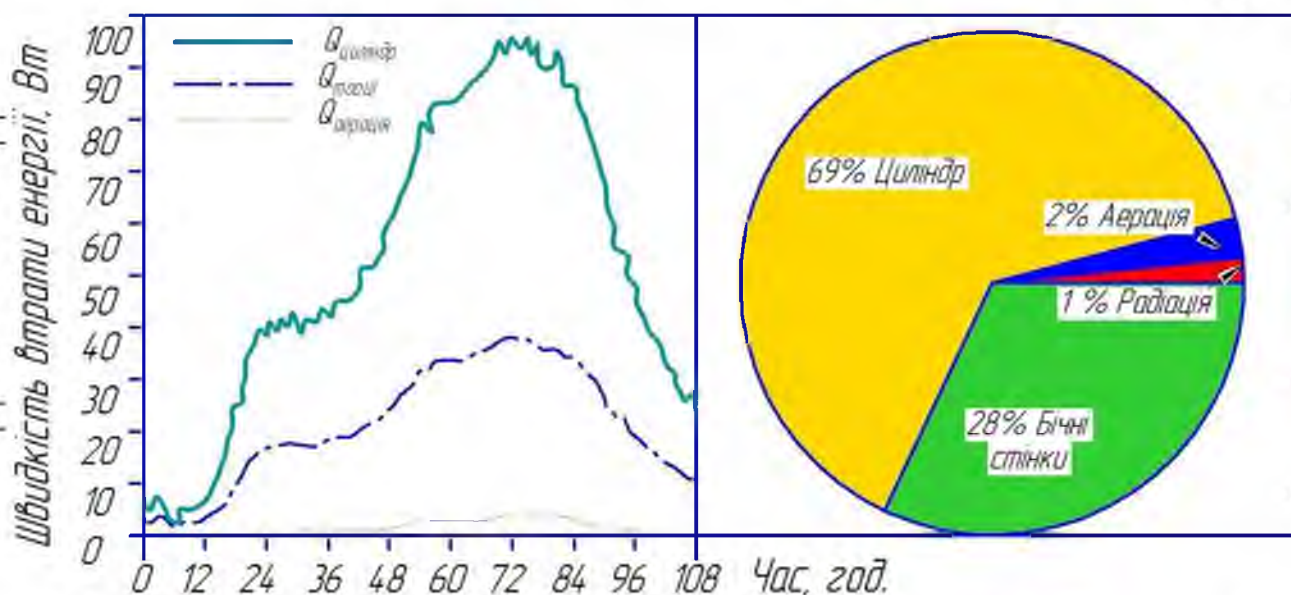 Швидкість втрати енергії, Вт
100
90
80
70
60
50
40
30
20
10
0
Qциліндр
Qторці
Qаерація
0 12 24 36 48 60 72 84 96 108 Час, год.
69% Циліндр
2% Аерація
1 % Радіація
28% Бічні
стінки